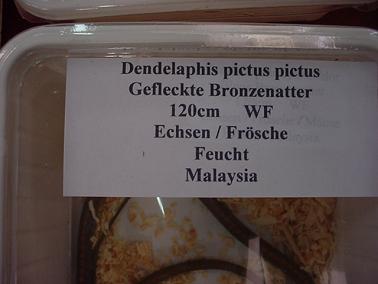 Dendelaphis pictus pictus
Gefleckte Bronzenatter
120cm WF
Echsen / Frösche
Feucht
Malaysia